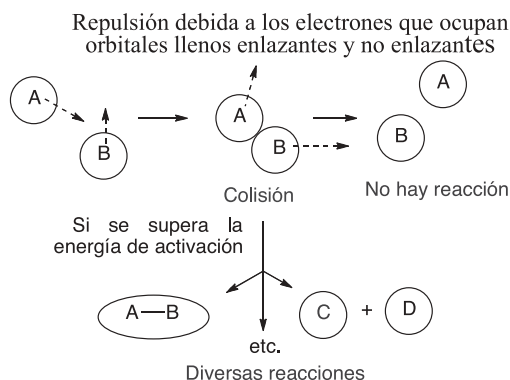 Repulsión debida a los electrones que ocupan
orbitales llenos enlazantes y no enlazantes
A
B
A
B
A
B
Colisión
No hay reacción
Si se supera la
energía de activación
A—B
C + D
etc.
Diversas reacciones